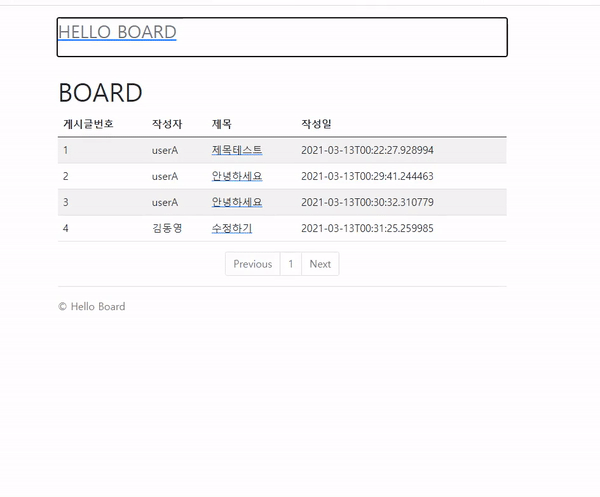 HELLO BOARD
BOARD
게시글번호 작성자 제목 작성일
1 userA 제목테스트 2021-03-13T00:22:27.928994
2 userA 안녕하세요 2021-03-13T00:29:41.244463
3 userA 안녕하세요 2021-03-13T00:30:32.310779
4 김동영 수정하기 2021-03-13T00:31:25.259985
Previous 1 Next
© Hello Board